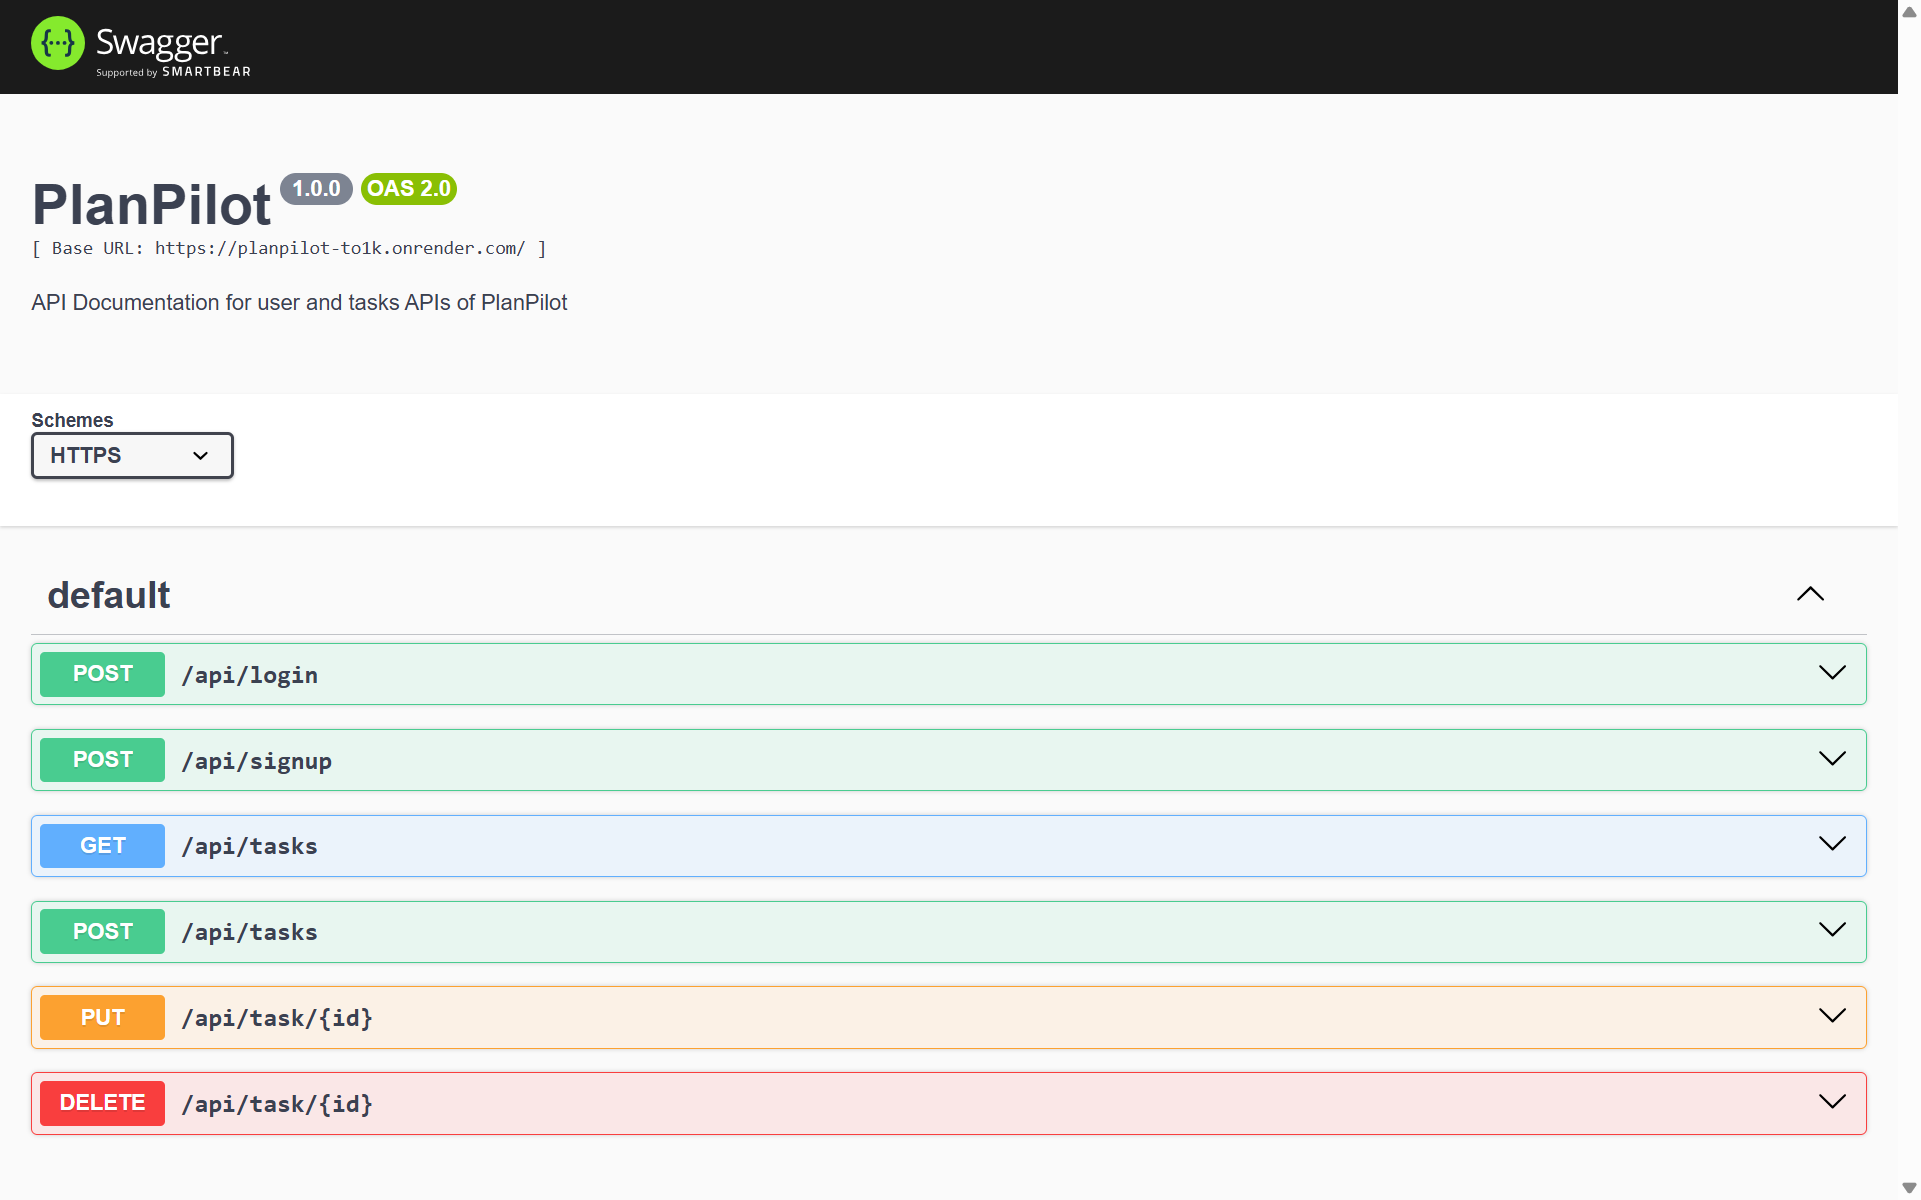 {···} Swagger™
Supported by SMARTBEAR
PlanPilot 1.0.0 OAS 2.0
[ Base URL: https://planpilot-to1k.onrender.com/ ]
API Documentation for user and tasks APIs of PlanPilot
Schemes
HTTPS
default
POST /api/login
POST /api/signup
GET /api/tasks
POST /api/tasks
PUT /api/task/{id}
DELETE /api/task/{id}